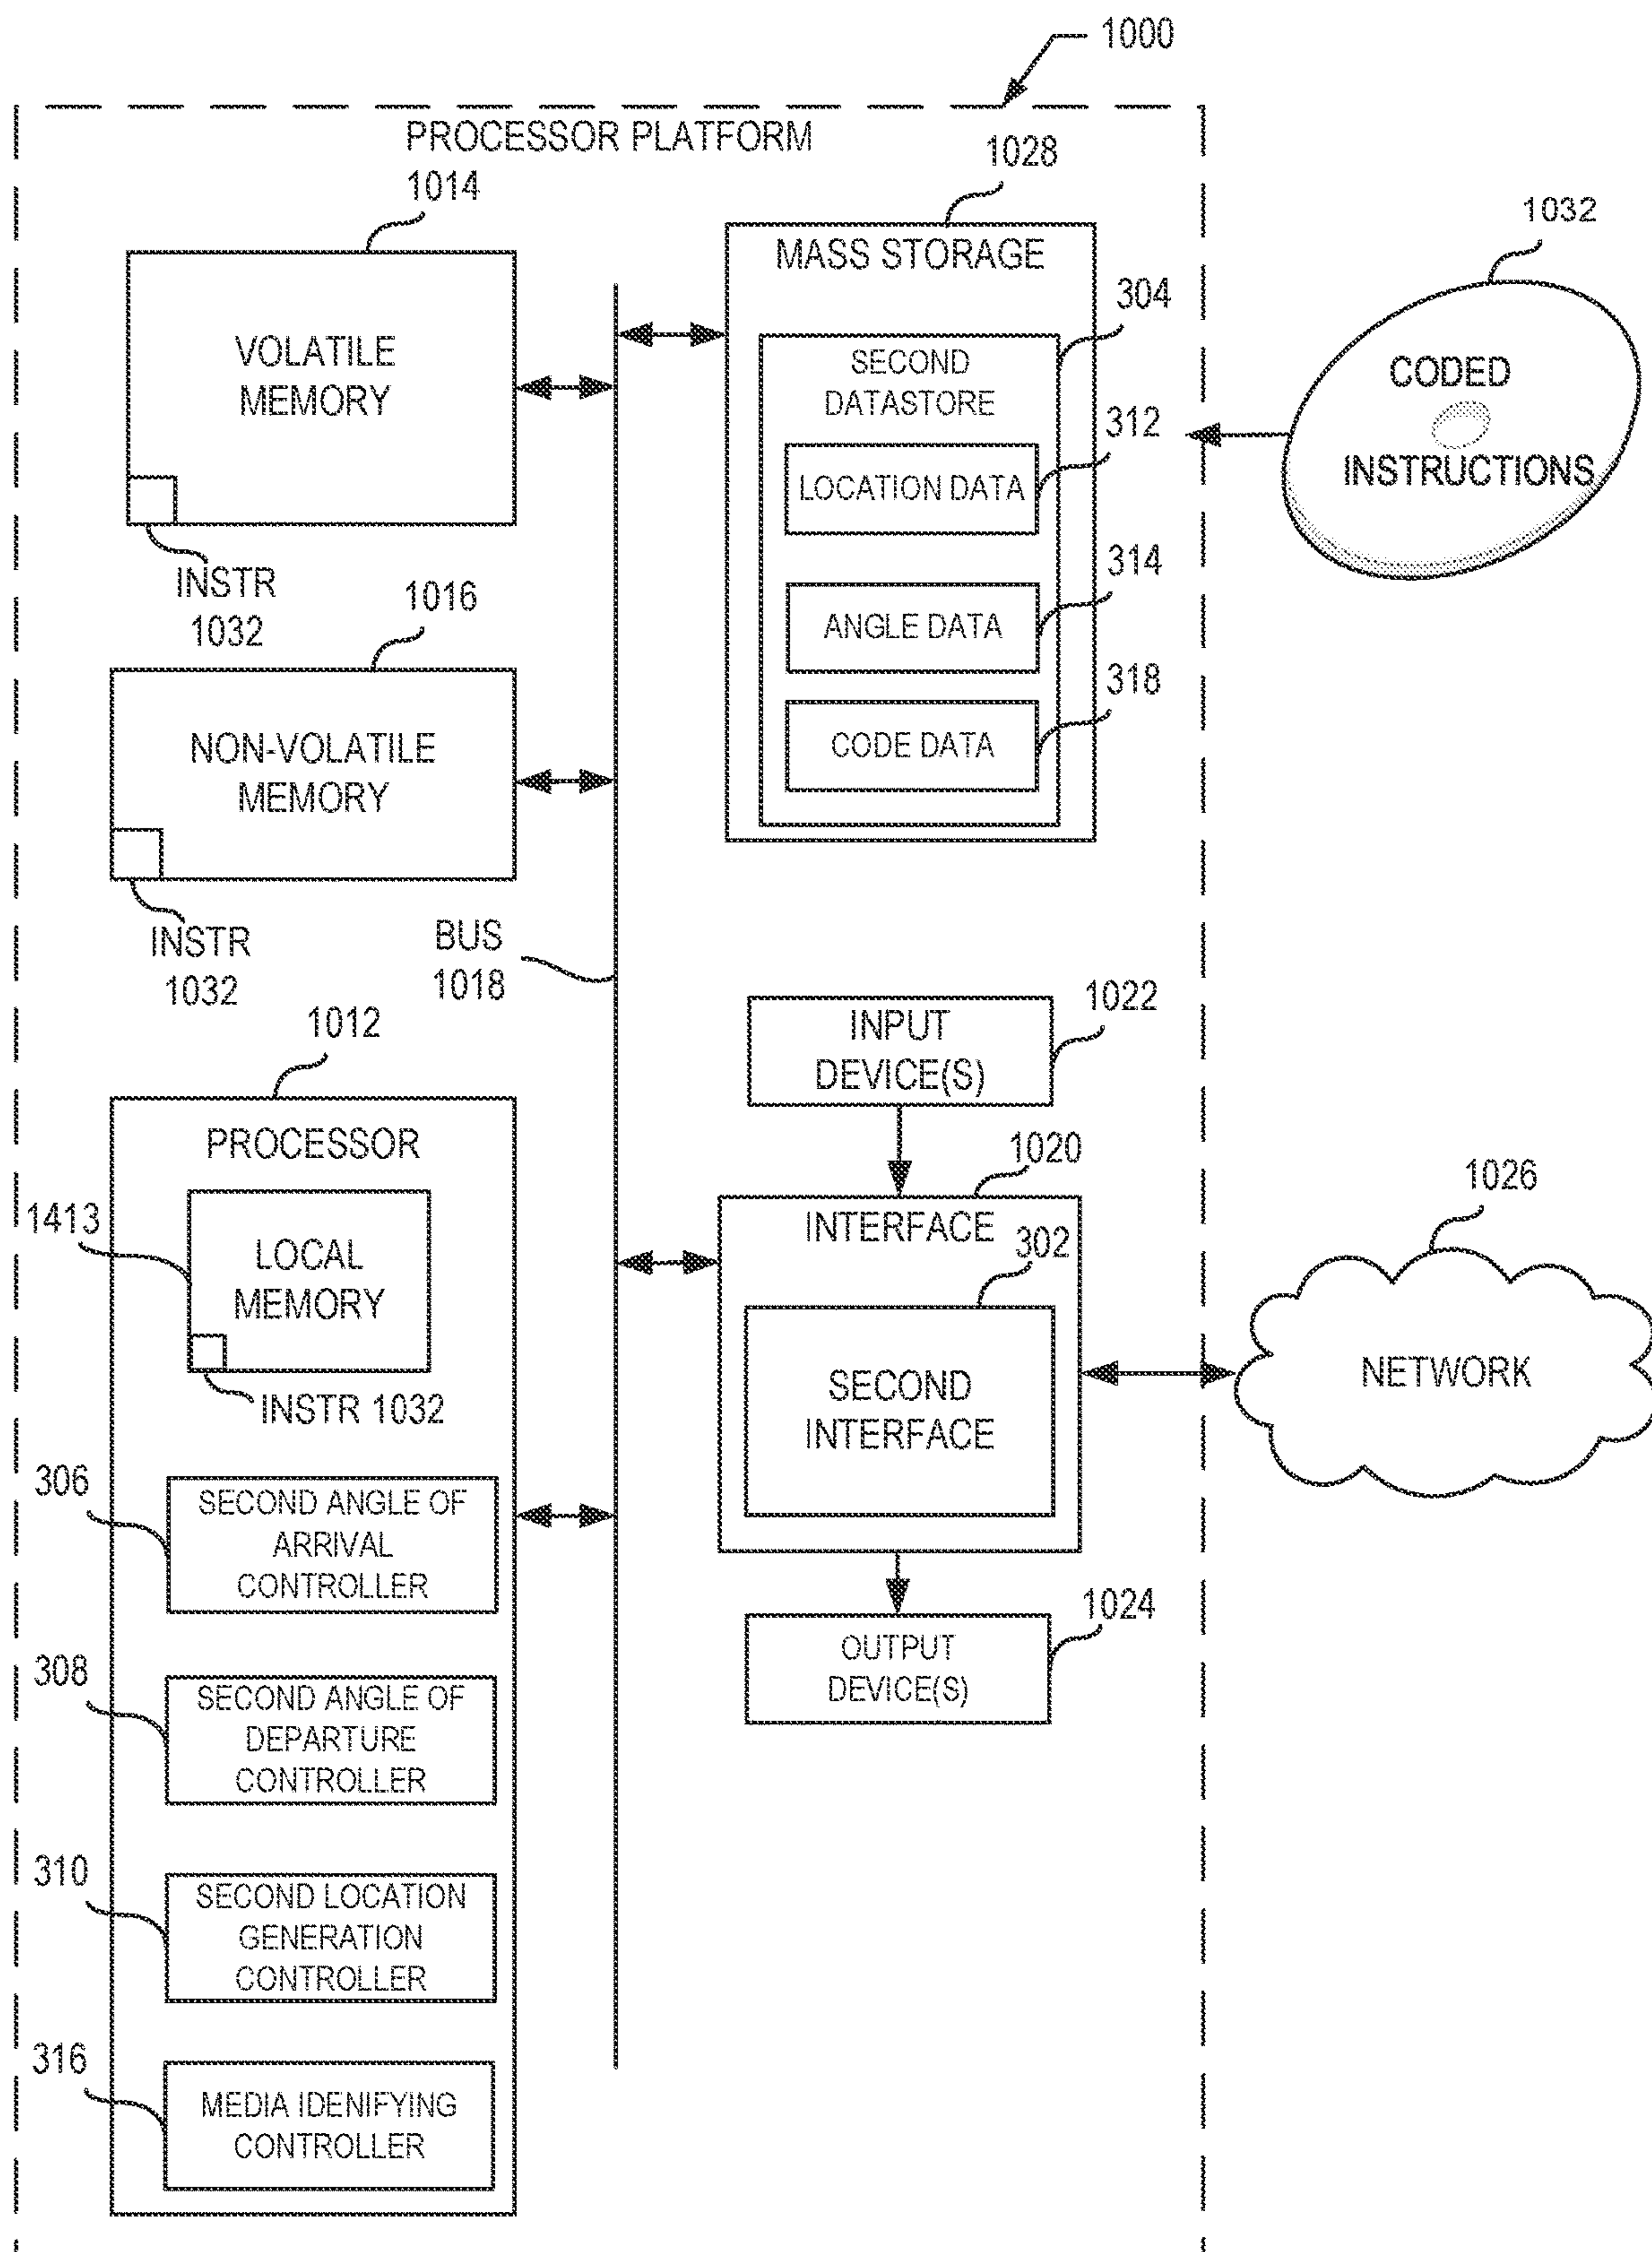 1000
PROCESSOR PLATFORM
1014
VOLATILE
MEMORY
INSTR
1032
1016
NON-VOLATILE
MEMORY
INSTR
1032
BUS
1018
1012
PROCESSOR
1413
LOCAL
MEMORY
INSTR 1032
306
SECOND ANGLE OF
ARRIVAL
CONTROLLER
308
SECOND ANGLE OF
DEPARTURE
CONTROLLER
310
SECOND LOCATION
GENERATION
CONTROLLER
316
MEDIA IDENIFYING
CONTROLLER
1028
MASS STORAGE
304
SECOND
DATASTORE
312
LOCATION DATA
314
ANGLE DATA
318
CODE DATA
1022
INPUT
DEVICE(S)
1020
INTERFACE
302
SECOND
INTERFACE
1024
OUTPUT
DEVICE(S)
1032
CODED
INSTRUCTIONS
1026
NETWORK